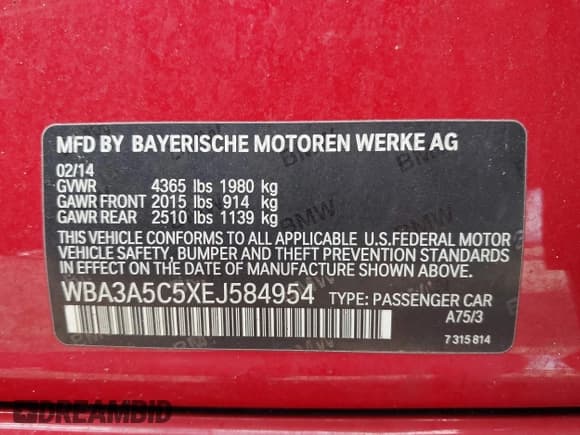 MFD BY BAYERISCHE MOTOREN WERKE AG
02/14
GVWR 4365 lbs 1980 kg
GAWR FRONT 2015 lbs 914 kg
GAWR REAR 2510 lbs 1139 kg
THIS VEHICLE CONFORMS TO ALL APPLICABLE U.S.FEDERAL MOTOR
VEHICLE SAFETY, BUMPER AND THEFT PREVENTION STANDARDS
IN EFFECT ON THE DATE OF MANUFACTURE SHOWN ABOVE.
WBA3A5C5XEJ584954 TYPE: PASSENGER CAR
A75/3
7 315 814
DREAMBID